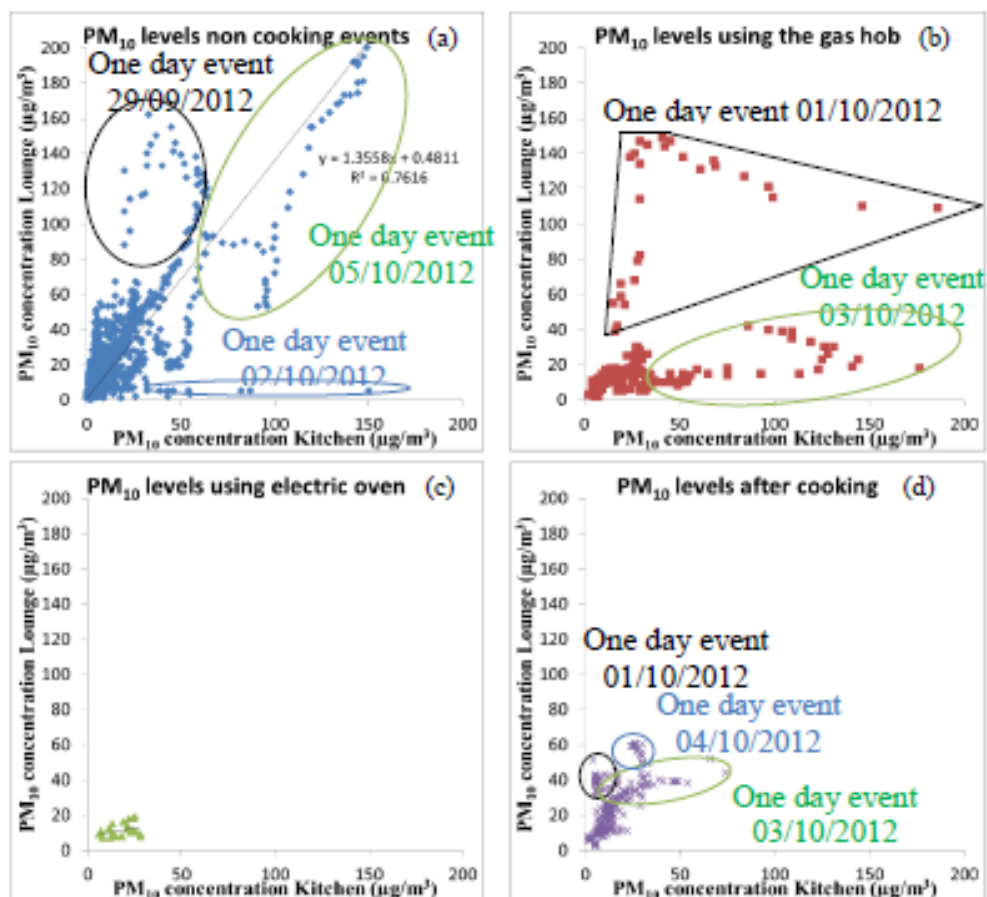 PM10 levels non cooking events (a)
One day event
29/09/2012
y = 1.3558x + 0.4811
R² = 0.7616
One day event
05/10/2012
One day event
02/10/2012
PM10 concentration Lounge (μg/m³)
200
180
160
140
120
100
80
60
40
20
0
0 50 100 150 200
PM10 concentration Kitchen (μg/m³)
PM10 levels using the gas hob (b)
One day event 01/10/2012
One day event
03/10/2012
PM10 concentration Lounge (μg/m³)
200
180
160
140
120
100
80
60
40
20
0
0 50 100 150 200
PM10 concentration Kitchen (μg/m³)
PM10 levels using electric oven (c)
PM10 concentration Lounge (μg/m³)
200
180
160
140
120
100
80
60
40
20
0
0 50 100 150 200
PM10 concentration Kitchen (μg/m³)
PM10 levels after cooking (d)
One day event
01/10/2012
One day event
04/10/2012
One day event
03/10/2012
PM10 concentration Lounge (μg/m³)
200
180
160
140
120
100
80
60
40
20
0
0 50 100 150 200
PM10 concentration Kitchen (μg/m³)